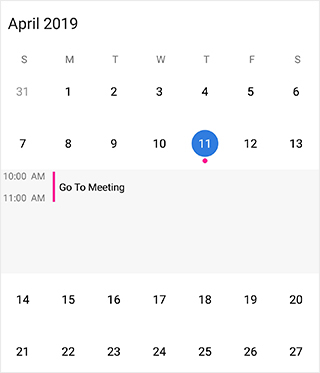 April 2019
S M T W T F S
31 1 2 3 4 5 6
7 8 9 10 11 12 13
10:00 AM
Go To Meeting
11:00 AM
14 15 16 17 18 19 20
21 22 23 24 25 26 27